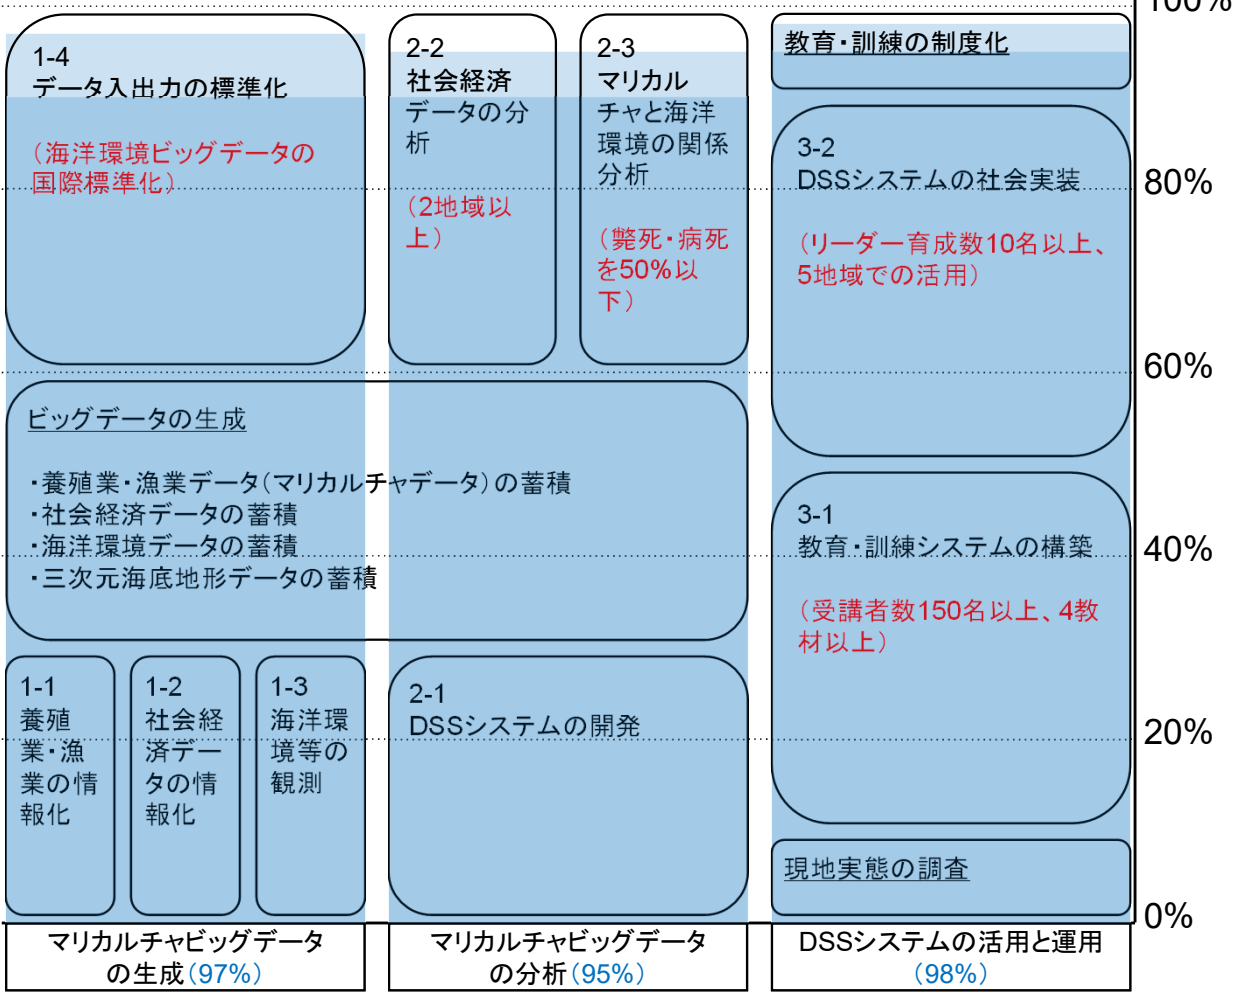 100%
1-4
データ入出力の標準化
（海洋環境ビッグデータの
国際標準化）
2-2
社会経済
データの分
析
（2地域以
上）
2-3
マリカル
チャと海洋
環境の関係
分析
（斃死・病死
を50%以
下）
教育・訓練の制度化
3-2
DSSシステムの社会実装
（リーダー育成数10名以上、
5地域での活用）
80%
60%
ビッグデータの生成
・養殖業・漁業データ（マリカルチャデータ）の蓄積
・社会経済データの蓄積
・海洋環境データの蓄積
・三次元海底地形データの蓄積
3-1
教育・訓練システムの構築
（受講者数150名以上、4教
材以上）
40%
1-1
養殖
業・漁
業の情
報化
1-2
社会経
済デー
タの情
報化
1-3
海洋環
境等の
観測
2-1
DSSシステムの開発
20%
現地実態の調査
0%
マリカルチャビッグデータ
の生成（97%）
マリカルチャビッグデータ
の分析（95%）
DSSシステムの活用と運用
（98%）